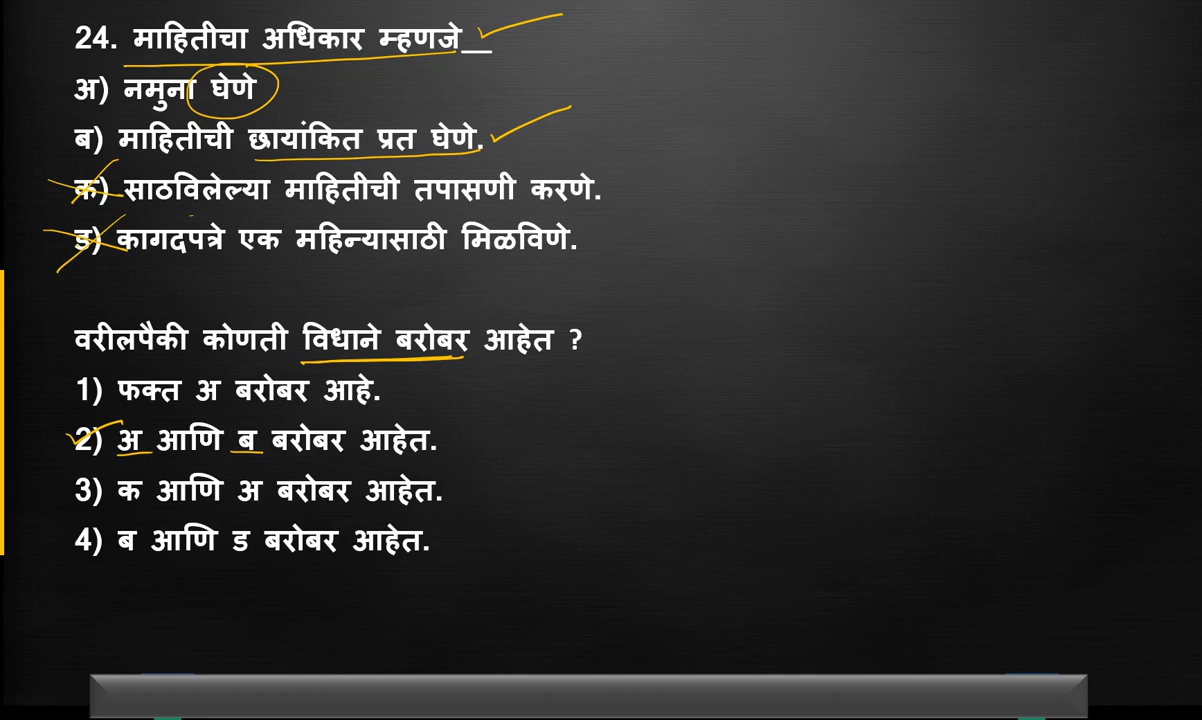 24. माहितीचा अधिकार म्हणजे__
अ) नमुना घेणे
ब) माहितीची छायांकित प्रत घेणे.
क) साठविलेल्या माहितीची तपासणी करणे.
ड) कागदपत्रे एक महिन्यासाठी मिळविणे.
वरीलपैकी कोणती विधाने बरोबर आहेत ?
1) फक्त अ बरोबर आहे.
2) अ आणि ब बरोबर आहेत.
3) क आणि अ बरोबर आहेत.
4) ब आणि ड बरोबर आहेत.